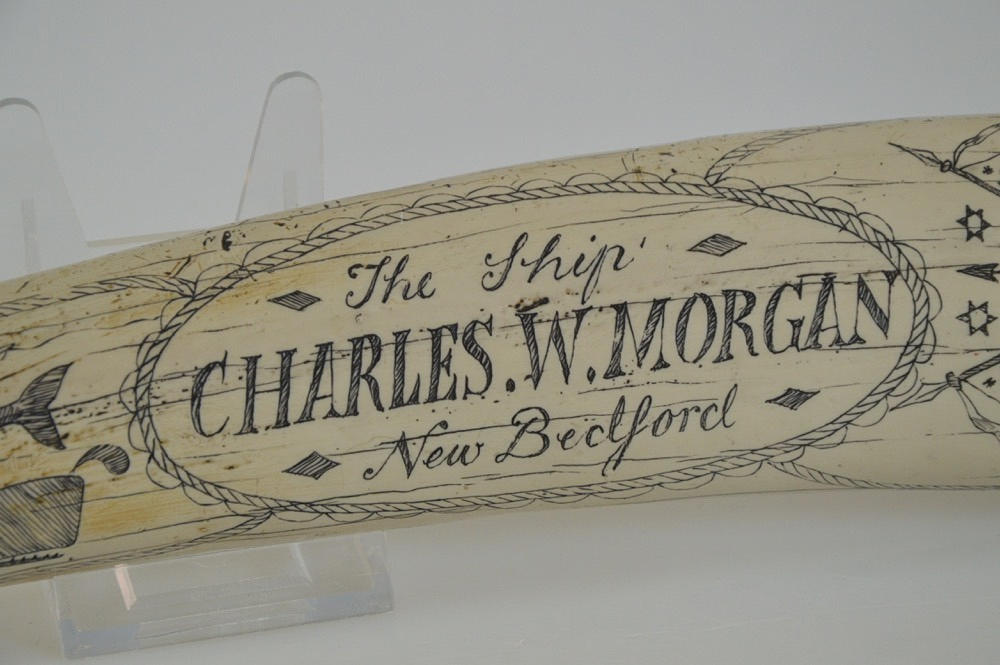 The Ship
CHARLES.W.MORGAN
New Bedford